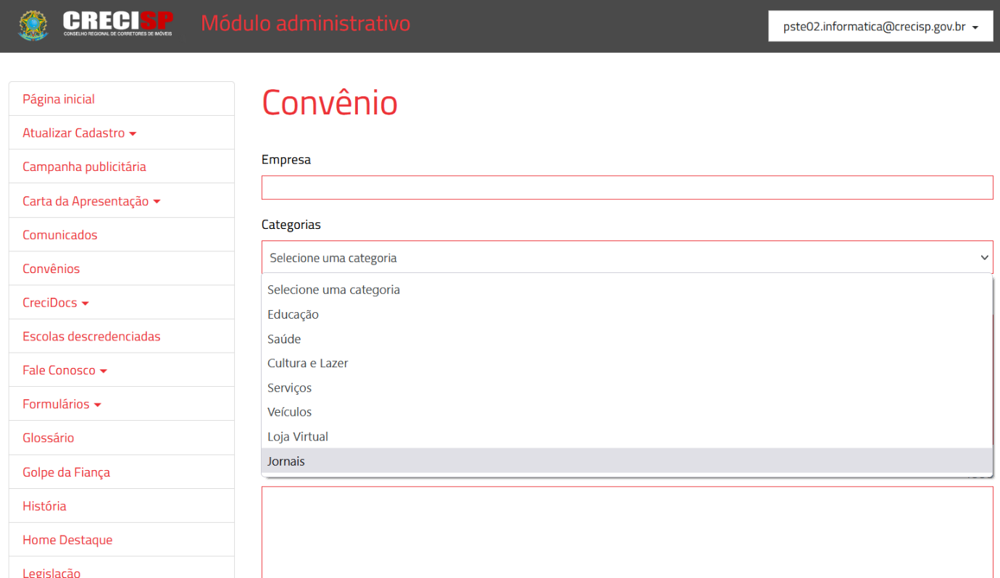 CRECISP
CONSELHO REGIONAL DE CORRETORES DE IMÓVEIS
Módulo administrativo
pste02.informatica@crecisp.gov.br
Página inicial
Atualizar Cadastro
Campanha publicitária
Carta da Apresentação
Comunicados
Convênios
CreciDocs
Escolas descredenciadas
Fale Conosco
Formulários
Glossário
Golpe da Fiança
História
Home Destaque
Legislação
Convênio
Empresa
Categorias
Selecione uma categoria
Selecione uma categoria
Educação
Saúde
Cultura e Lazer
Serviços
Veículos
Loja Virtual
Jornais